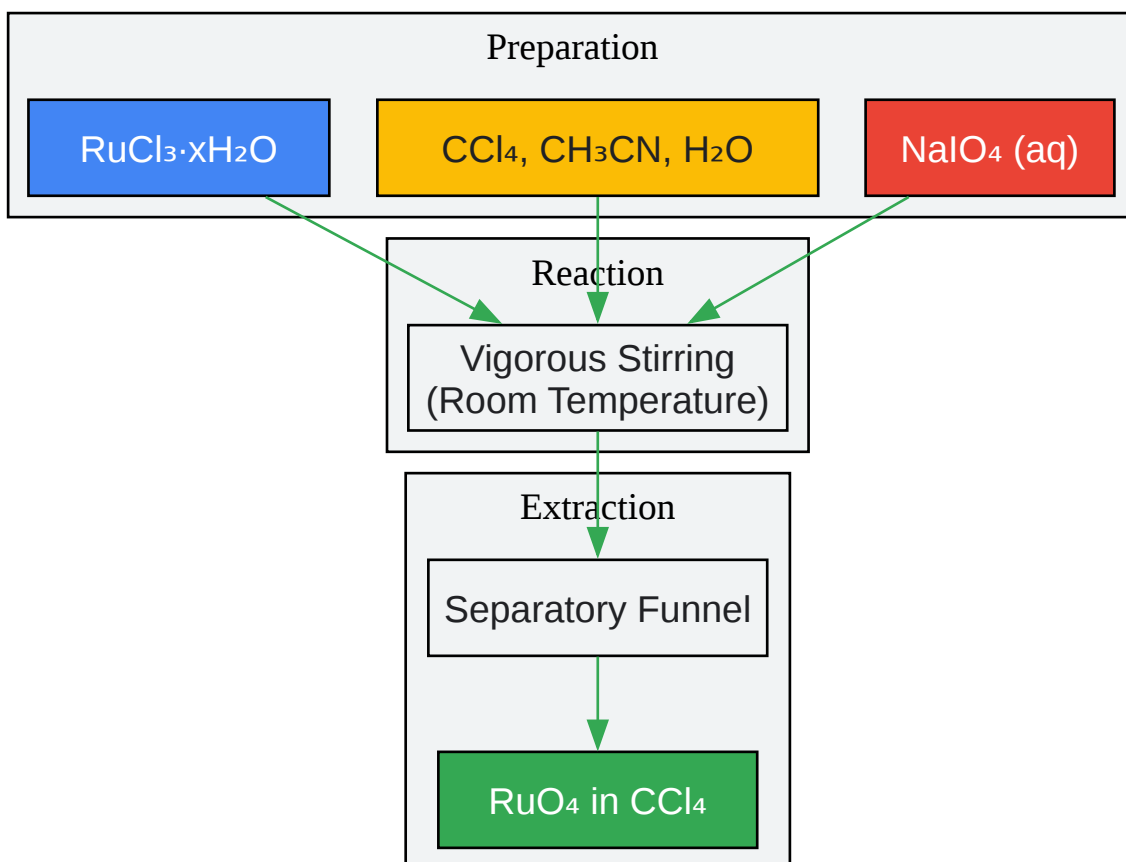 Preparation
RuCl₃·xH₂O
CCl₄, CH₃CN, H₂O
NaIO₄ (aq)
Reaction
Vigorous Stirring
(Room Temperature)
Extraction
Separatory Funnel
RuO₄ in CCl₄